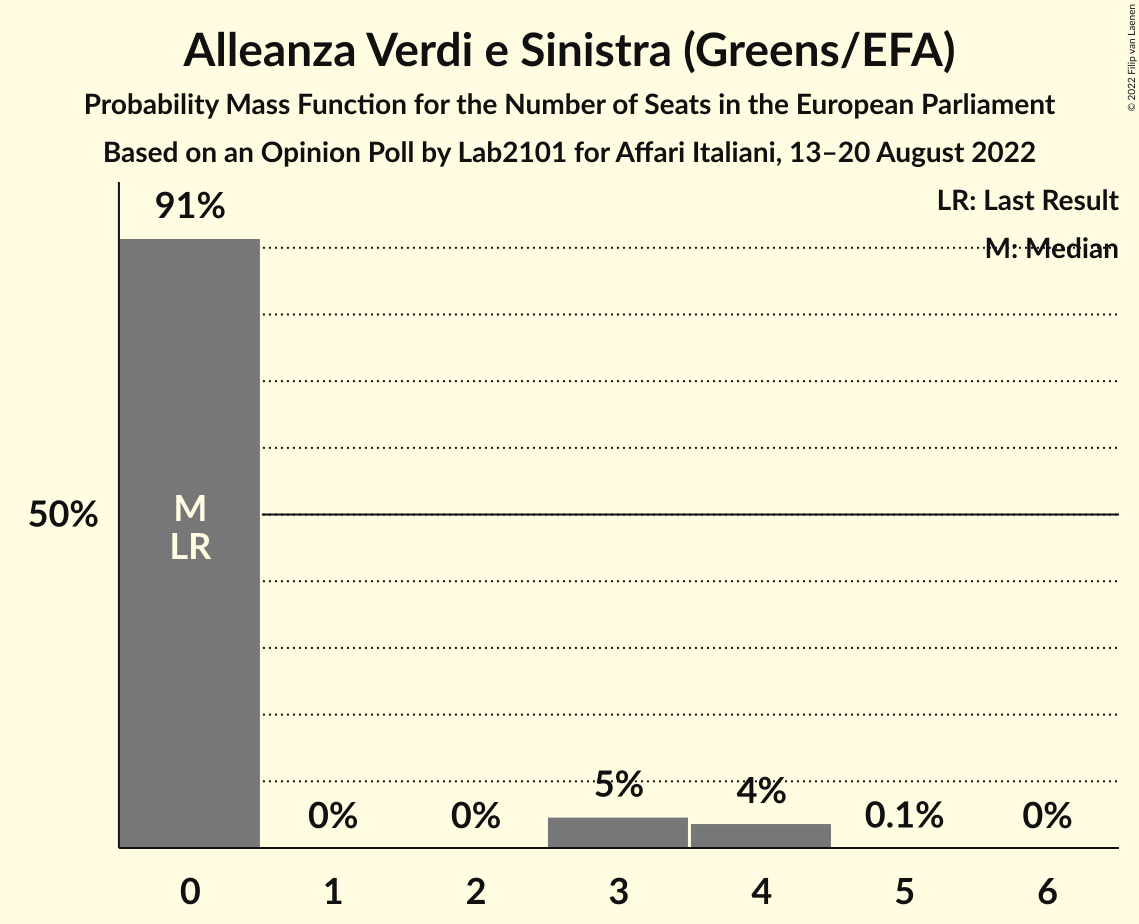 Alleanza Verdi e Sinistra (Greens/EFA)
Probability Mass Function for the Number of Seats in the European Parliament
Based on an Opinion Poll by Lab2101 for Affari Italiani, 13–20 August 2022
© 2022 Filip van Laenen
LR: Last Result
M: Median
91%
50%
M
LR
0%
0%
5%
4%
0.1%
0%
0
1
2
3
4
5
6